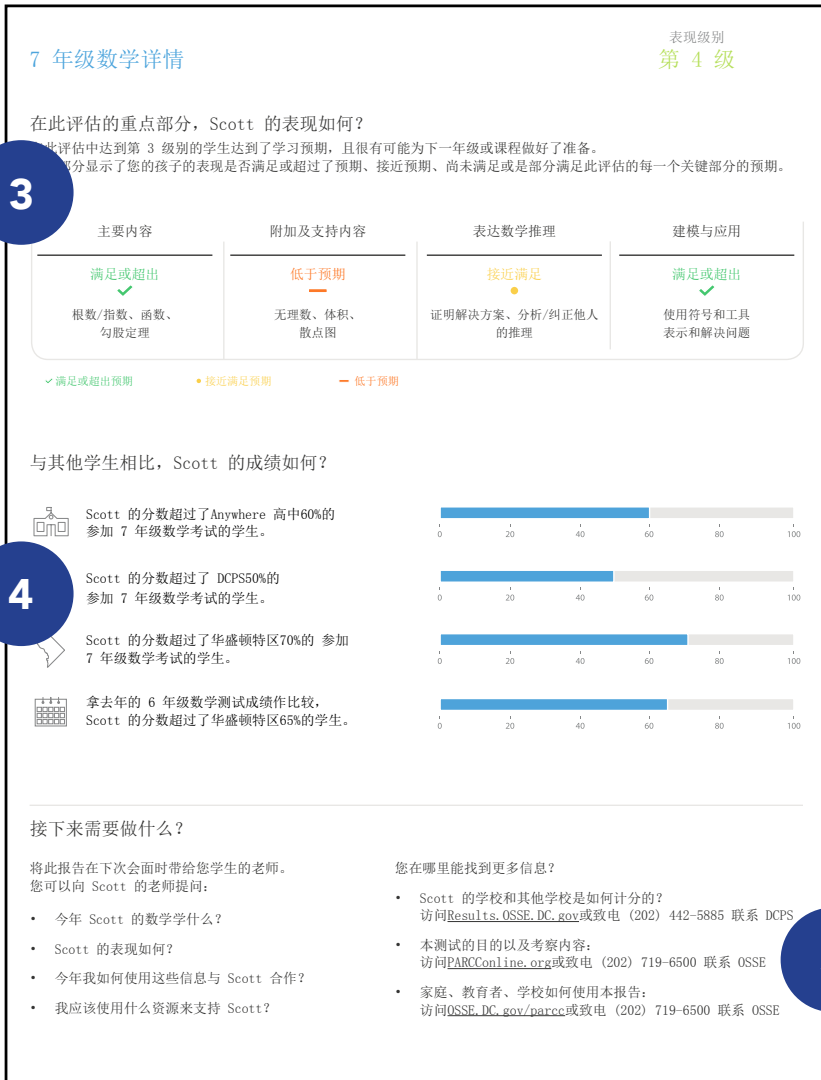 表现级别
7 年级数学详情
第 4 级
在此评估的重点部分，Scott 的表现如何？
此评估中达到第 3 级别的学生达到了学习预期，且很有可能为下一年级或课程做好了准备。
分显示了您的孩子的表现是否满足或超过了预期、接近预期、尚未满足或是部分满足此评估的每一个关键部分的预期。
3
主要内容
满足或超出
根数/指数、函数、
勾股定理
附加及支持内容
低于预期
无理数、体积、
散点图
表达数学推理
接近满足
证明解决方案、分析/纠正他人
的推理
建模与应用
满足或超出
使用符号和工具
表示和解决问题
满足或超出预期
接近满足预期
低于预期
与其他学生相比，Scott 的成绩如何？
Scott 的分数超过了Anywhere 高中60%的
参加 7 年级数学考试的学生。
0 20 40 60 80 100
4
Scott 的分数超过了 DCPS50%的
参加 7 年级数学考试的学生。
0 20 40 60 80 100
Scott 的分数超过了华盛顿特区70%的 参加
7 年级数学考试的学生。
0 20 40 60 80 100
拿去年的 6 年级数学测试成绩作比较，
Scott 的分数超过了华盛顿特区65%的学生。
0 20 40 60 80 100
接下来需要做什么？
将此报告在下次会面时带给您学生的老师。
您可以向 Scott 的老师提问：
• 今年 Scott 的数学学什么？
• Scott 的表现如何？
• 今年我如何使用这些信息与 Scott 合作？
• 我应该使用什么资源来支持 Scott？
您在哪里能找到更多信息？
• Scott 的学校和其他学校是如何计分的？
访问Results.OSSE.DC.gov或致电 (202) 442-5885 联系 DCPS
• 本测试的目的以及考察内容：
访问PARCConline.org或致电 (202) 719-6500 联系 OSSE
• 家庭、教育者、学校如何使用本报告：
访问OSSE.DC.gov/parcc或致电 (202) 719-6500 联系 OSSE